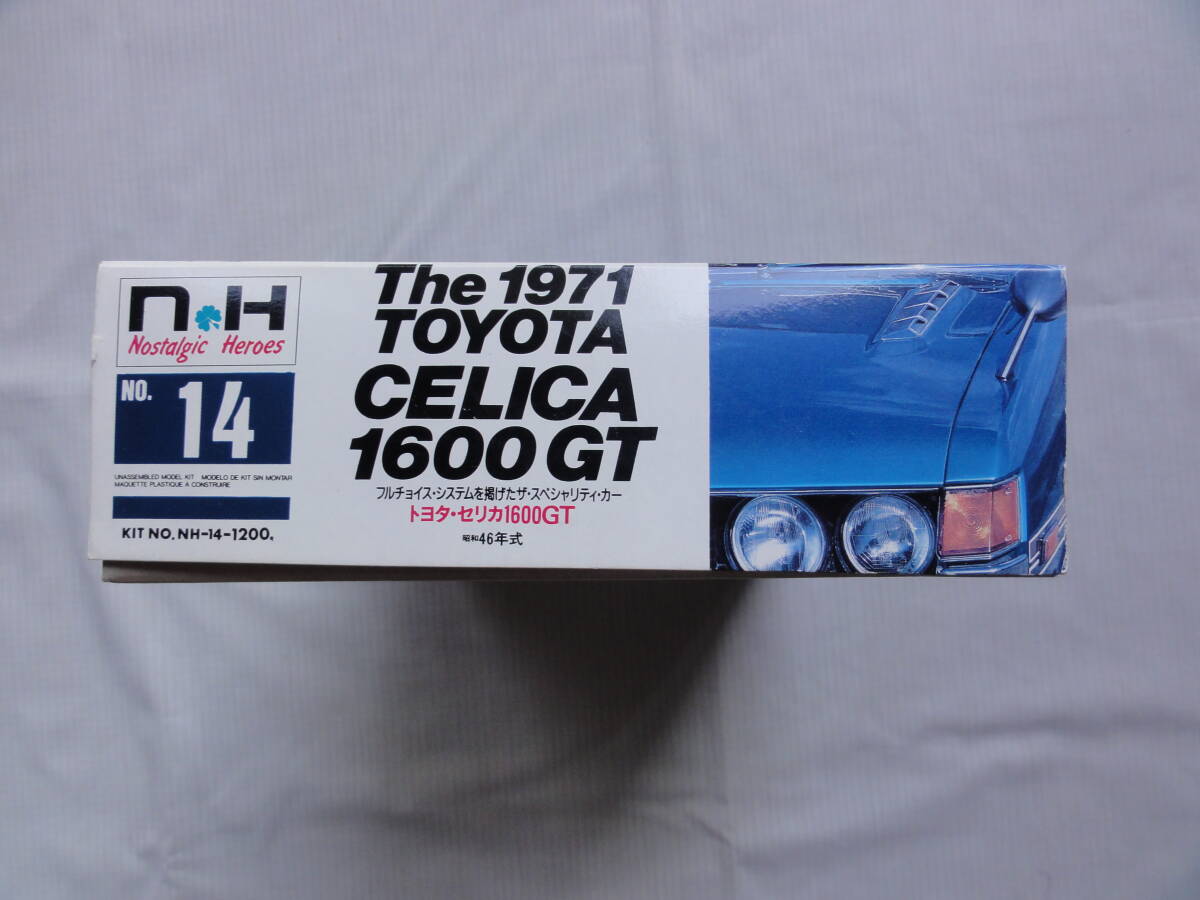 n H
Nostalgic Heroes
NO. 14
UNASSEMBLED MODEL KIT MODELO DE KIT SIN MONTAR
MAQUETTE PLASTIQUE A CONSTRUIRE
KIT NO. NH-14-1200
The 1971
TOYOTA
CELICA
1600 GT
フルチョイス・システムを掲げたザ・スペシャリティ・カー
トヨタ・セリカ1600GT
昭和46年式